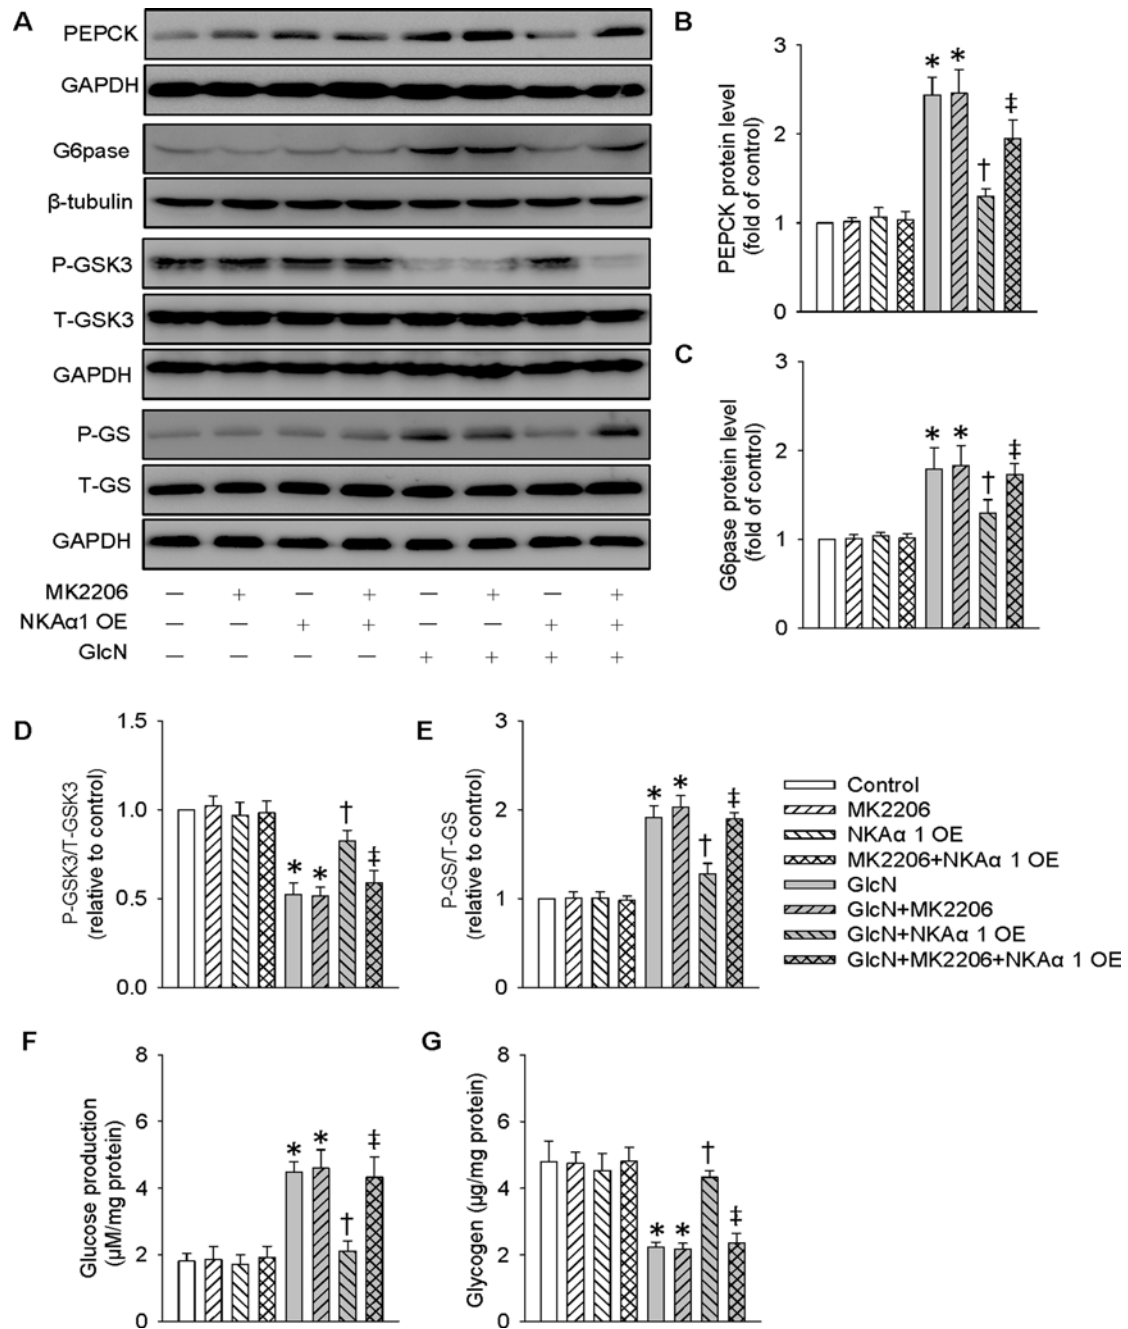 A
PEPCK
GAPDH
G6pase
β-tubulin
P-GSK3
T-GSK3
GAPDH
P-GS
T-GS
GAPDH
MK2206 — + — + — + — +
NKAα1 OE — — + + — — + +
GlcN — — — — + + + +
B
PEPCK protein level
(fold of control)
3
2
1
0
* * † ‡
C
G6pase protein level
(fold of control)
3
2
1
0
* * † ‡
D
P-GSK3/T-GSK3
(relative to control)
1.5
1.0
0.5
0.0
* * † ‡
E
P-GS/T-GS
(relative to control)
3
2
1
0
* * † ‡
Control
MK2206
NKAα 1 OE
MK2206+NKAα 1 OE
GlcN
GlcN+MK2206
GlcN+NKAα 1 OE
GlcN+MK2206+NKAα 1 OE
F
Glucose production
(μM/mg protein)
8
6
4
2
0
* * † ‡
G
Glycogen (μg/mg protein)
8
6
4
2
0
* * † ‡